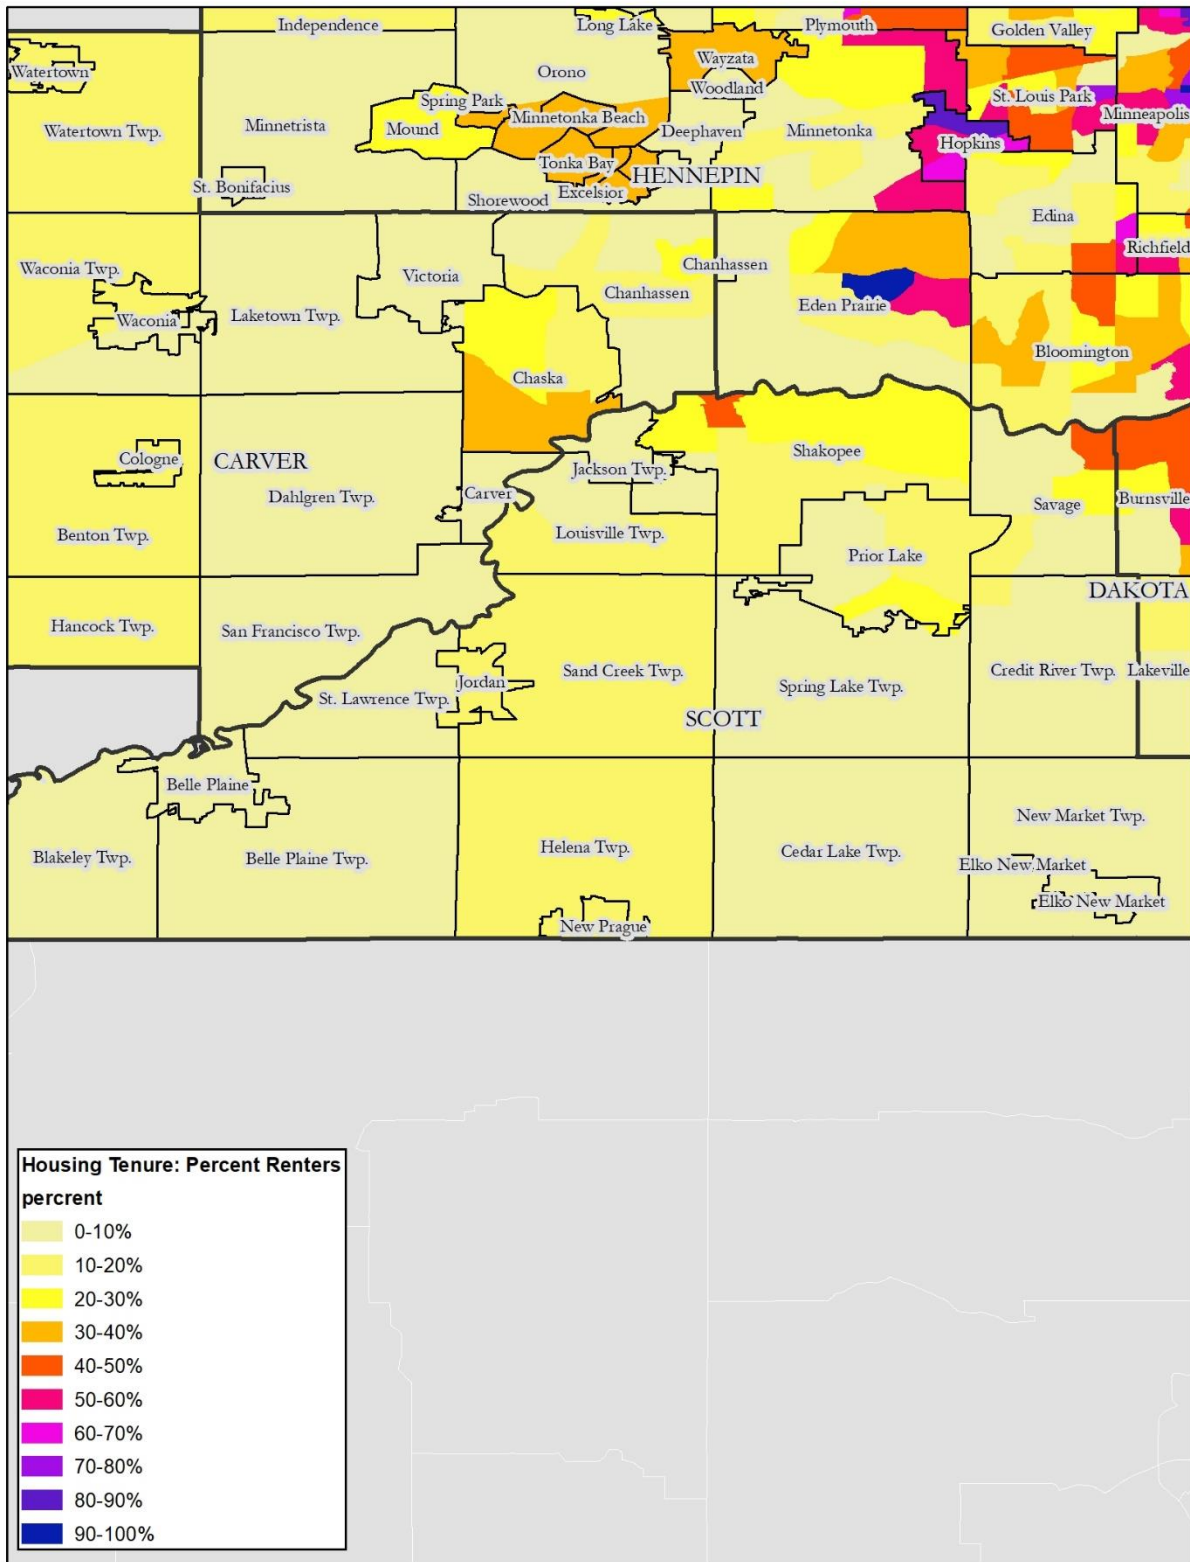 Independence
Long Lake
Plymouth
Golden Valley
Watertown
Orono
Wayzata
Woodland
St. Louis Park
Watertown Twp.
Minnetrista
Spring Park
Mound
Minnetonka Beach
Deephaven
Minnetonka
Hopkins
Minneapolis
St. Bonifacius
Tonka Bay
HENNEPIN
Excelsior
Shorewood
Edina
Richfield
Waconia Twp.
Victoria
Chanhassen
Chanhassen
Waconia
Laketown Twp.
Eden Prairie
Bloomington
Chaska
Cologne
CARVER
Dahlgren Twp.
Carver
Jackson Twp.
Shakopee
Savage
Burnsville
Benton Twp.
Louisville Twp.
Prior Lake
DAKOTA
Hancock Twp.
San Francisco Twp.
St. Lawrence Twp.
Jordan
Sand Creek Twp.
Spring Lake Twp.
Credit River Twp.
Lakeville
SCOTT
Belle Plaine
Blakeley Twp.
Belle Plaine Twp.
Helena Twp.
Cedar Lake Twp.
New Market Twp.
Elko New Market
Elko New Market
New Prague
Housing Tenure: Percent Renters
percrent
0-10%
10-20%
20-30%
30-40%
40-50%
50-60%
60-70%
70-80%
80-90%
90-100%